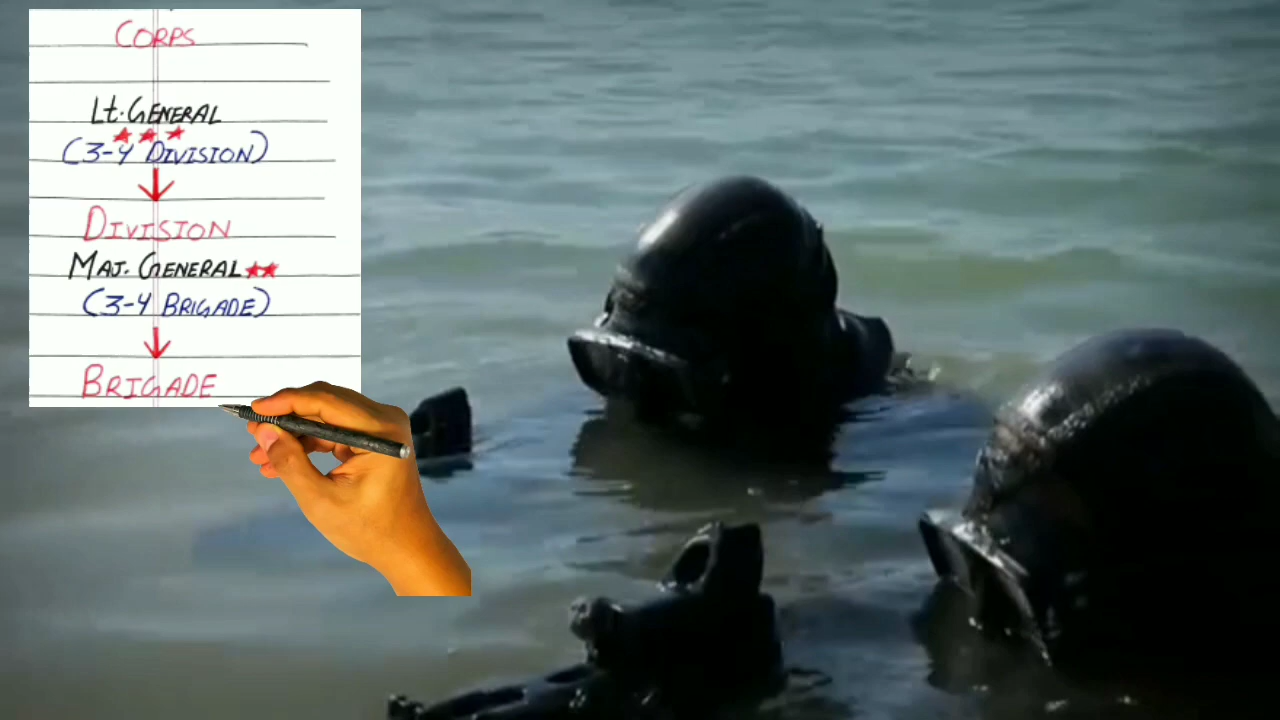 CORPS
Lt. GENERAL
★ ★ ★
(3-4 DIVISION)
DIVISION
MAJ. GENERAL ★★
(3-4 BRIGADE)
BRIGADE